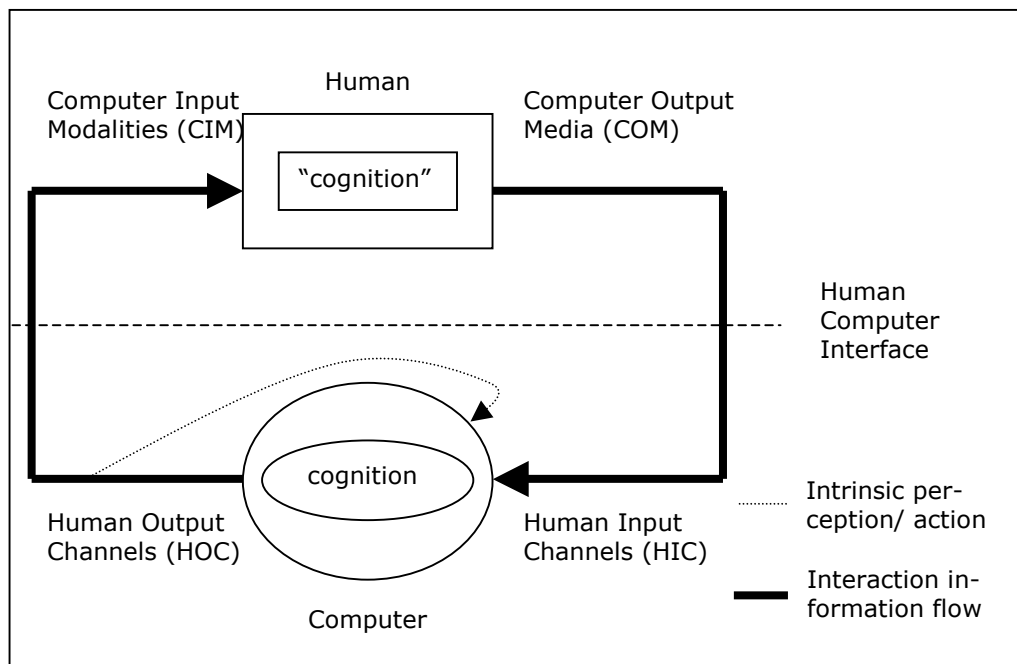 Human
Computer Input
Modalities (CIM)
Computer Output
Media (COM)
“cognition”
Human
Computer
Interface
cognition
Human Output
Channels (HOC)
Human Input
Channels (HIC)
Intrinsic per-
ception/ action
Interaction in-
formation flow
Computer